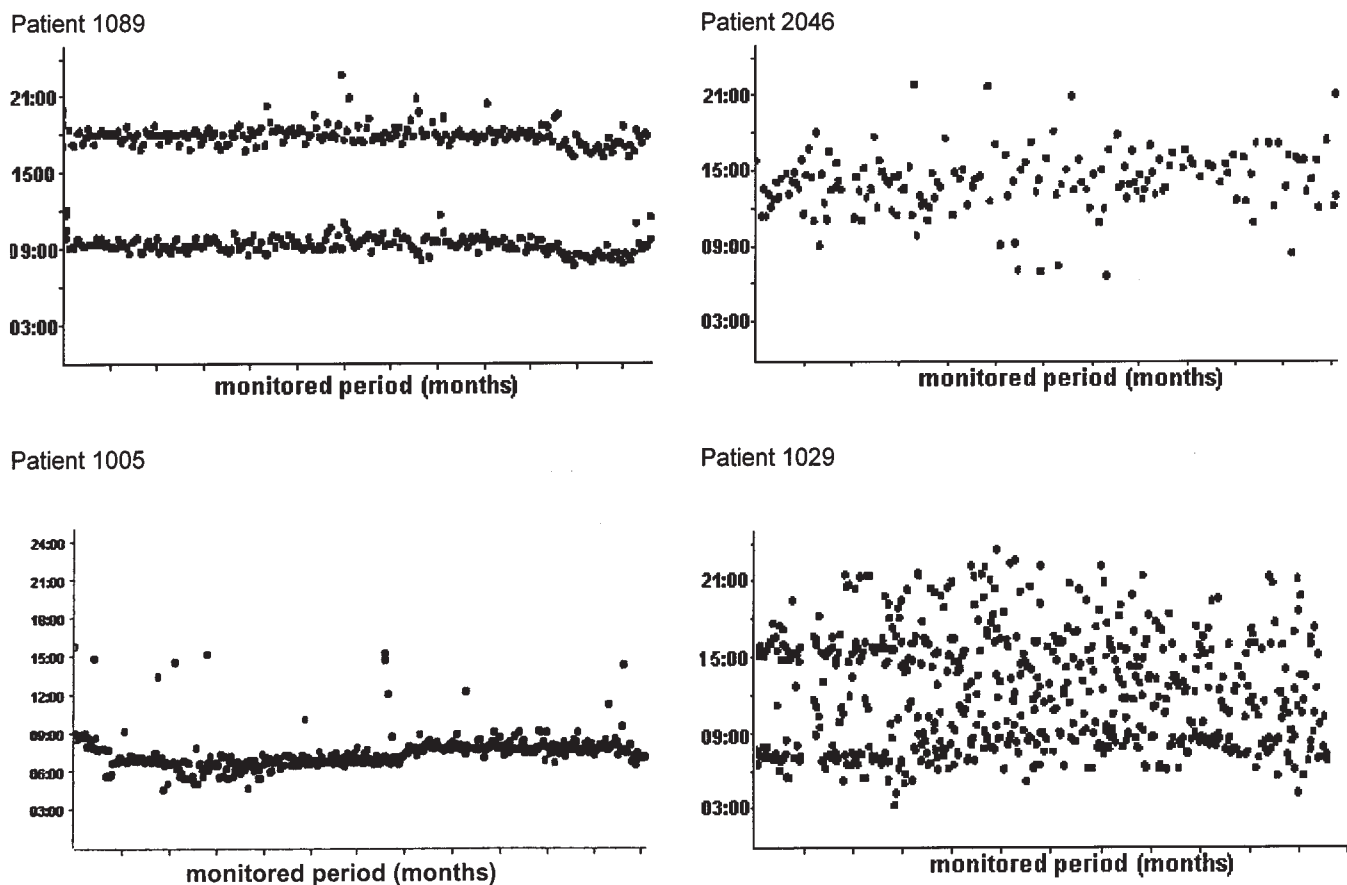 Patient 1089
21:00
1500
09:00
03:00
monitored period (months)
Patient 2046
21:00
15:00
09:00
03:00
monitored period (months)
Patient 1005
24:00
21:00
18:00
15:00
12:00
09:00
06:00
03:00
monitored period (months)
Patient 1029
21:00
15:00
09:00
03:00
monitored period (months)